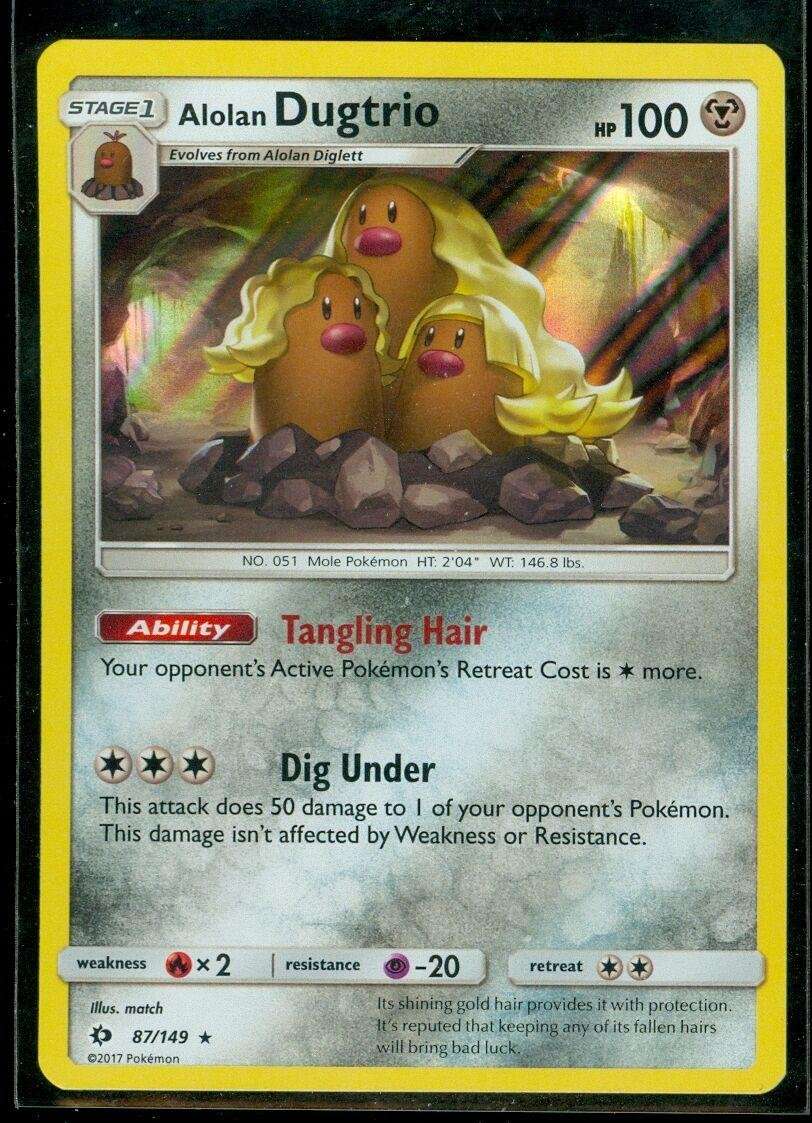 STAGE 1
Alolan Dugtrio
HP 100
Evolves from Alolan Diglett
NO. 051 Mole Pokémon HT: 2'04" WT: 146.8 lbs.
Ability Tangling Hair
Your opponent's Active Pokémon's Retreat Cost is more.
Dig Under
This attack does 50 damage to 1 of your opponent's Pokémon.
This damage isn't affected by Weakness or Resistance.
weakness ×2 resistance -20 retreat
Illus. match
87/149
©2017 Pokémon
Its shining gold hair provides it with protection.
It's reputed that keeping any of its fallen hairs
will bring bad luck.